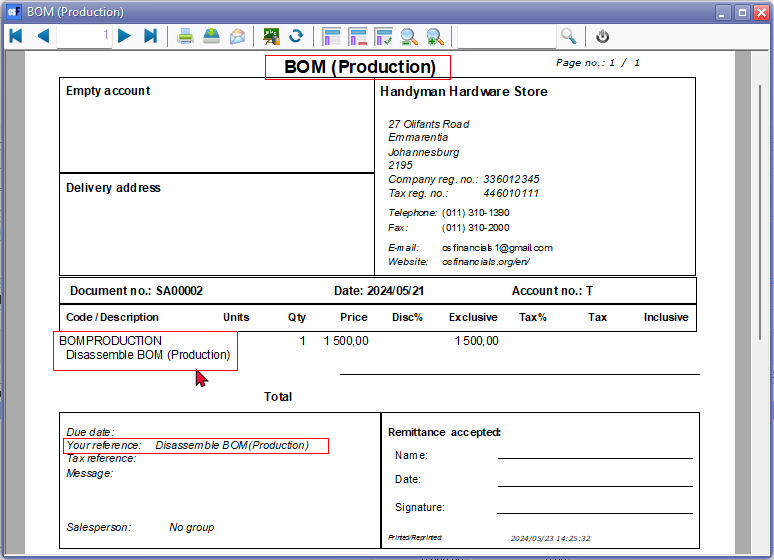 BOM (Production)
1
BOM (Production)
Page no.: 1 / 1
Empty account
Handyman Hardware Store
27 Olifants Road
Emmarentia
Johannesburg
2195
Company reg. no.: 336012345
Tax reg. no.: 446010111
Delivery address
Telephone: (011) 310-1390
Fax: (011) 310-2000
E-mail: osfinancials1@gmail.com
Website: osfinancials.org/en/
Document no.: SA00002 Date: 2024/05/21 Account no.: T
Code / Description Units Qty Price Disc% Exclusive Tax% Tax Inclusive
BOMPRODUCTION 1 1 500,00 1 500,00
Disassemble BOM (Production)
Total
Due date:
Your reference: Disassemble BOM(Production)
Tax reference:
Message:
Salesperson: No group
Remittance accepted:
Name:
Date:
Signature:
Printed/Reprinted: 2024/05/23 14:25:32